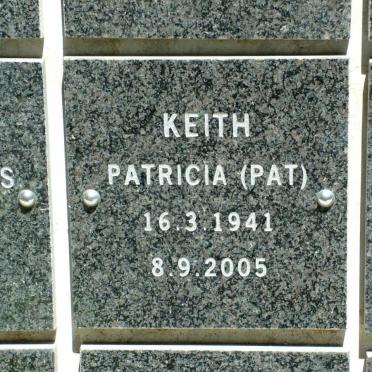 KEITH
PATRICIA (PAT)
16.3.1941
8.9.2005
S